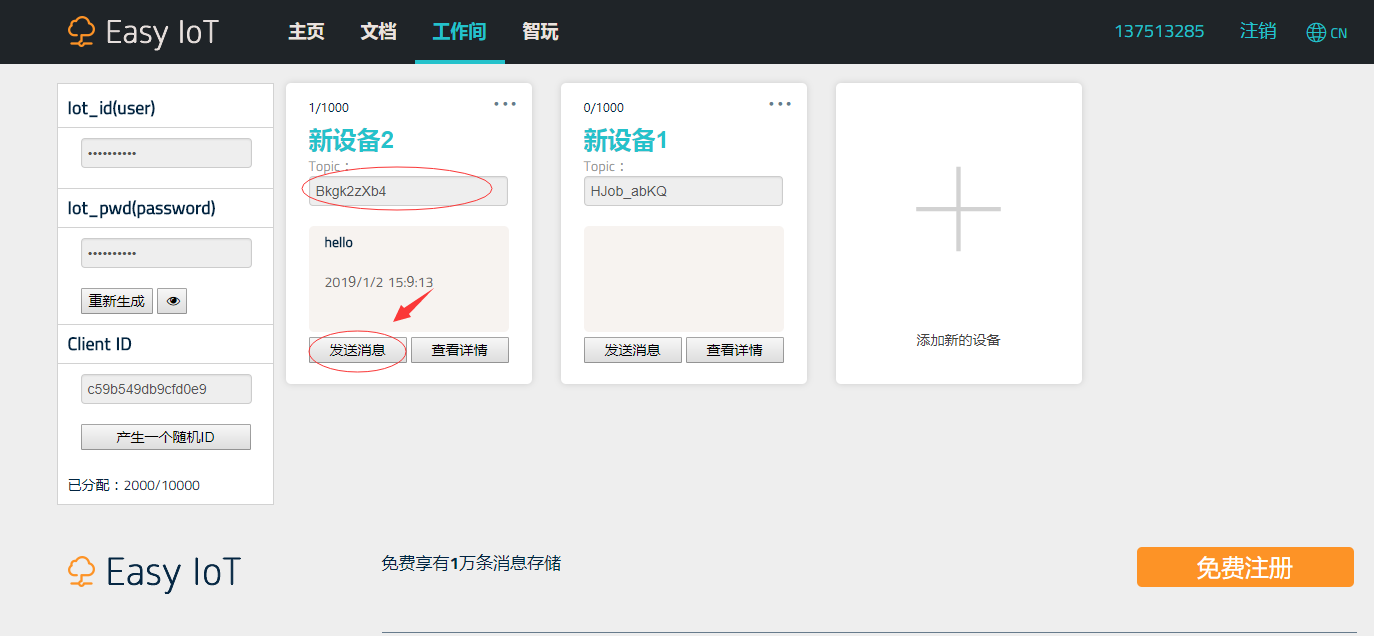 Easy IoT 主页 文档 工作间 智玩 137513285 注销 CN
Iot_id(user)
••••••••••
Iot_pwd(password)
••••••••••
重新生成
Client ID
c59b549db9cfd0e9
产生一个随机ID
已分配：2000/10000
1/1000
新设备2
Topic：
Bkgk2zXb4
hello
2019/1/2 15:9:13
发送消息 查看详情
0/1000
新设备1
Topic：
HJob_abKQ
发送消息 查看详情
添加新的设备
Easy IoT
免费享有1万条消息存储
免费注册